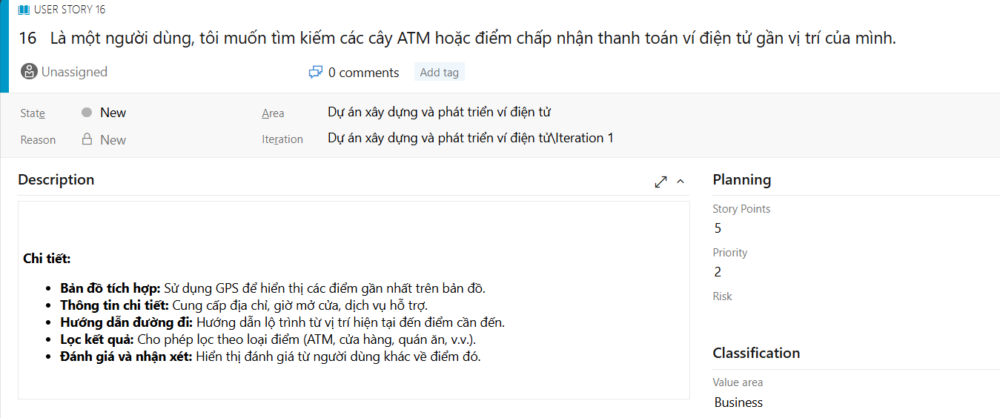 USER STORY 16
16 Là một người dùng, tôi muốn tìm kiếm các cây ATM hoặc điểm chấp nhận thanh toán ví điện tử gần vị trí của mình.
Unassigned
0 comments
Add tag
State
New
Area
Dự án xây dựng và phát triển ví điện tử
Reason
New
Iteration
Dự án xây dựng và phát triển ví điện tử\Iteration 1
Description
Chi tiết:
• Bản đồ tích hợp: Sử dụng GPS để hiển thị các điểm gần nhất trên bản đồ.
• Thông tin chi tiết: Cung cấp địa chỉ, giờ mở cửa, dịch vụ hỗ trợ.
• Hướng dẫn đường đi: Hướng dẫn lộ trình từ vị trí hiện tại đến điểm cần đến.
• Lọc kết quả: Cho phép lọc theo loại điểm (ATM, cửa hàng, quán ăn, v.v.).
• Đánh giá và nhận xét: Hiển thị đánh giá từ người dùng khác về điểm đó.
Planning
Story Points
5
Priority
2
Risk
Classification
Value area
Business